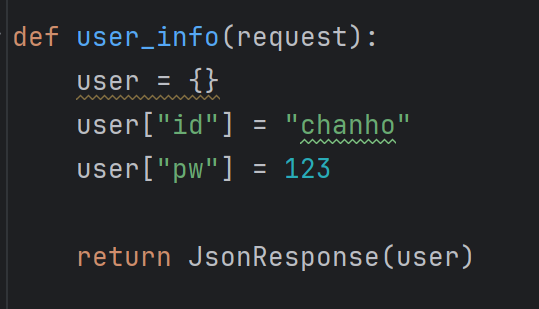 def user_info(request):
    user = {}
    user["id"] = "chanho"
    user["pw"] = 123
    return JsonResponse(user)